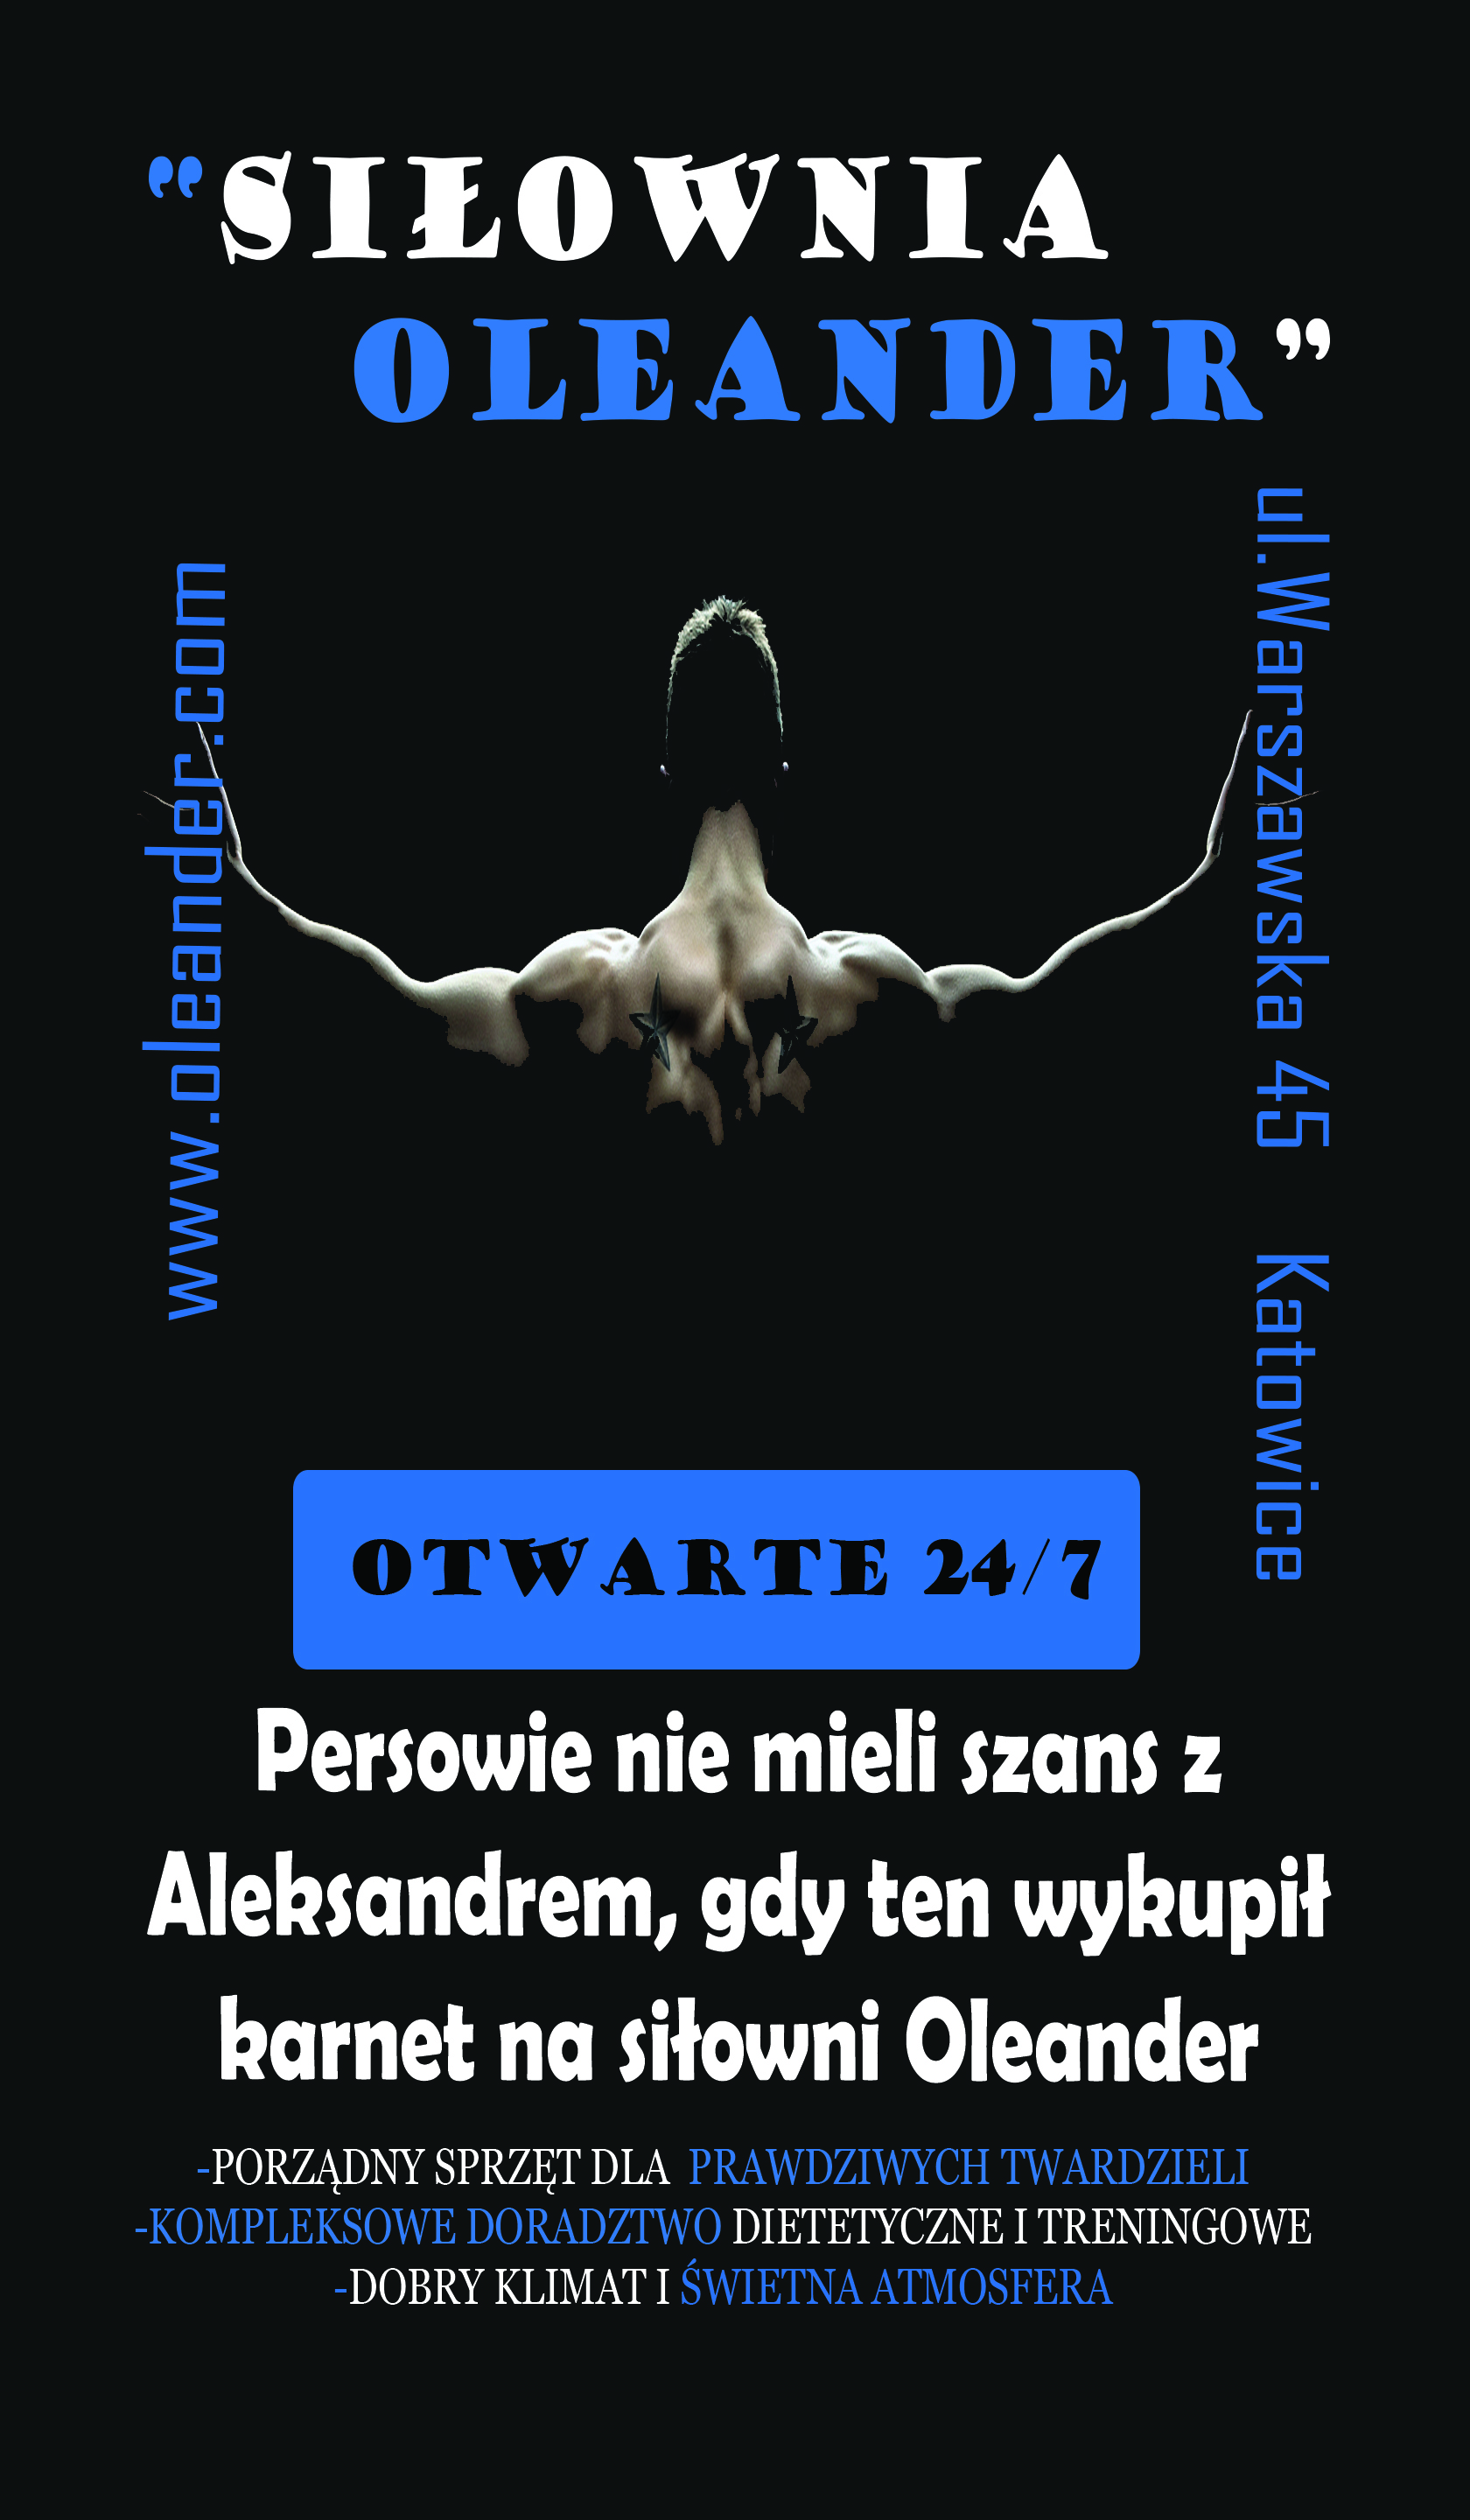 "SIŁOWNIA
OLEANDER"
www.oleaander.com
ul.Warszawska 45 Katowice
OTWARTE 24/7
Persowie nie mieli szans z
Aleksandrem, gdy ten wykupił
karnet na siłowni Oleander
-PORZĄDNY SPRZĘT DLA PRAWDZIWYCH TWARDZIELI
-KOMPLEKSOWE DORADZTWO DIETETYCZNE I TRENINGOWE
-DOBRY KLIMAT I ŚWIETNA ATMOSFERA